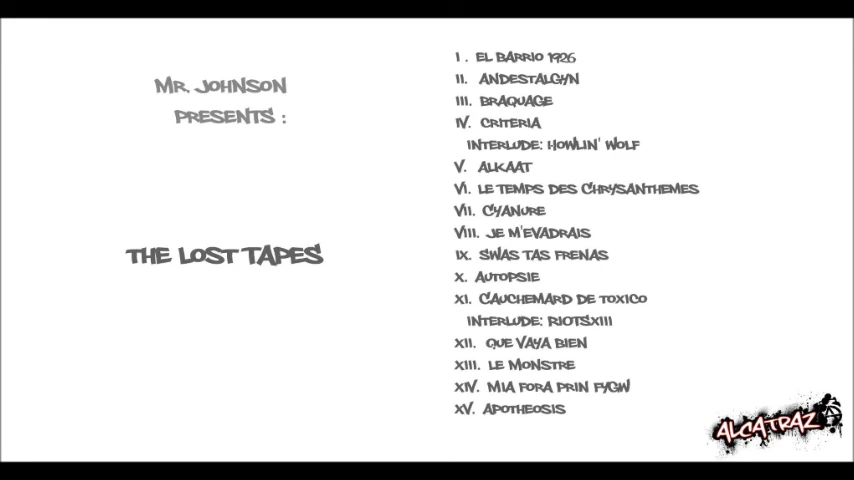 MR. JOHNSON
PRESENTS :
THE LOST TAPES
I . EL BARRIO 1926
II. ANDESTALGYN
III. BRAQUAGE
IV. CRITERIA
INTERLUDE: HOWLIN' WOLF
V. ALKAAT
VI. LE TEMPS DES CHRYSANTHEMES
VII. CYANURE
VIII. JE M'EVADRAIS
IX. SWAS TAS FRENAS
X. AUTOPSIE
XI. CAUCHEMARD DE TOXICO
INTERLUDE: RIOTSXIII
XII. QUE VAYA BIEN
XIII. LE MONSTRE
XIV. MIA FORA PRIN FYGW
XV. APOTHEOSIS
ALCATRAZ